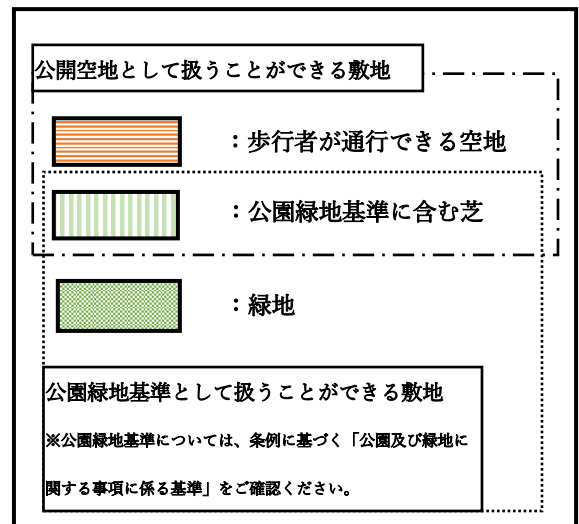 公開空地として扱うことができる敷地
：歩行者が通行できる空地
：公園緑地基準に含む芝
：緑地
公園緑地基準として扱うことができる敷地
※公園緑地基準については、条例に基づく「公園及び緑地に
関する事項に係る基準」をご確認ください。